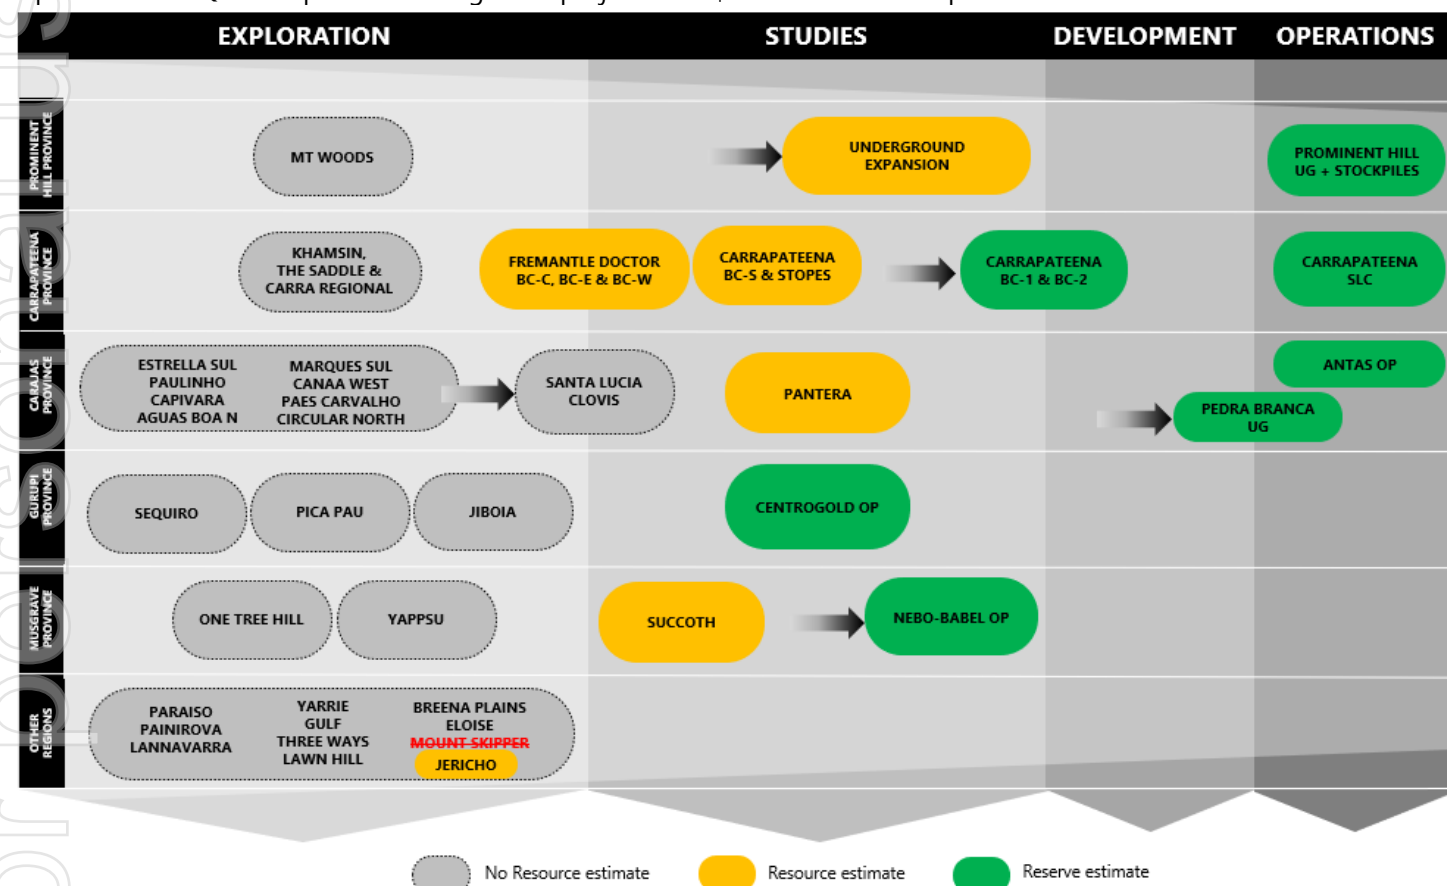 EXPLORATION STUDIES DEVELOPMENT OPERATIONS
PROMINENT
HILL PROVINCE
MT WOODS
UNDERGROUND
EXPANSION
PROMINENT HILL
UG + STOCKPILES
CARRAPATEENA
PROVINCE
KHAMSIN,
THE SADDLE &
CARRA REGIONAL
FREMANTLE DOCTOR
BC-C, BC-E & BC-W
CARRAPATEENA
BC-S & STOPES
CARRAPATEENA
BC-1 & BC-2
CARRAPATEENA
SLC
CAJAJAS
PROVINCE
ESTRELLA SUL
PAULINHO
CAPIVARA
AGUAS BOA N
MARQUES SUL
CANAA WEST
PAES CARVALHO
CIRCULAR NORTH
SANTA LUCIA
CLOVIS
PANTERA
PEDRA BRANCA
UG
ANTAS OP
GURUPI
PROVINCE
SEQUIRO
PICA PAU
JIBOIA
CENTROGOLD OP
MUSGRAVE
PROVINCE
ONE TREE HILL
YAPPSU
SUCCOTH
NEBO-BABEL OP
OTHER
REGIONS
PARAISO
PAINIROVA
LANNAVARRA
YARRIE
GULF
THREE WAYS
LAWN HILL
BREENA PLAINS
ELOISE
MOUNT SKIPPER
JERICHO
No Resource estimate
Resource estimate
Reserve estimate